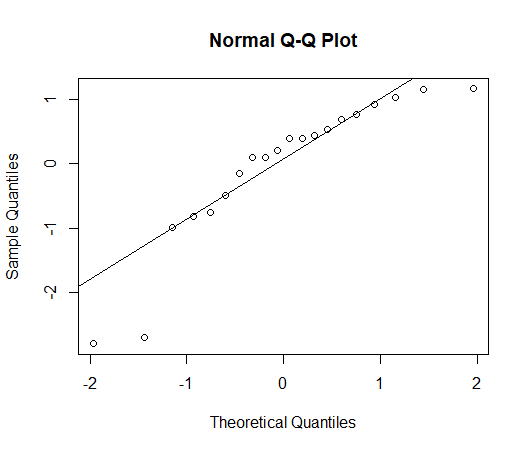 Normal Q-Q Plot
1
0
-1
-2
Sample Quantiles
-2 -1 0 1 2
Theoretical Quantiles